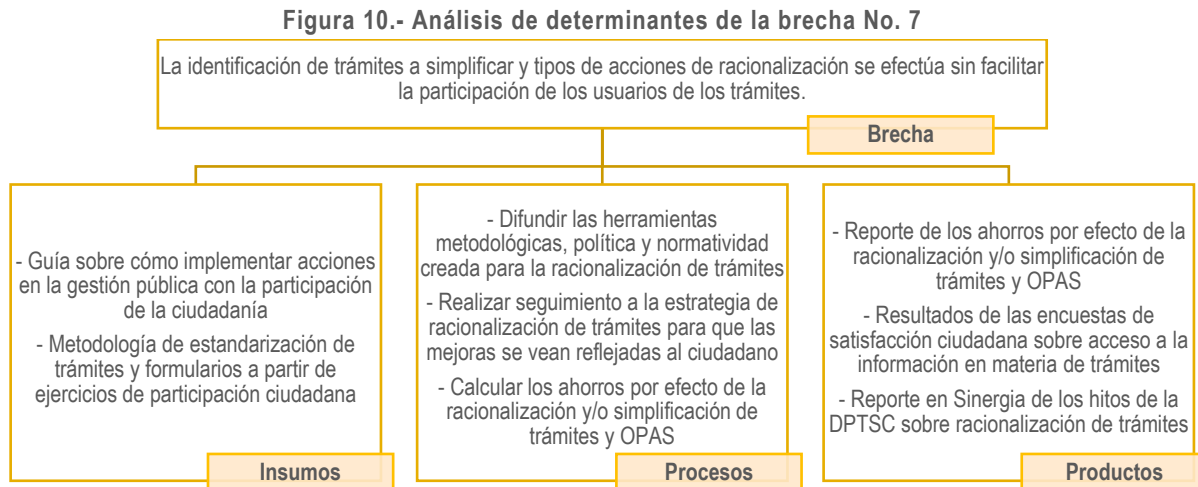 Figura 10.- Análisis de determinantes de la brecha No. 7
La identificación de trámites a simplificar y tipos de acciones de racionalización se efectúa sin facilitar
la participación de los usuarios de los trámites.
Brecha
- Guía sobre cómo implementar acciones
en la gestión pública con la participación
de la ciudadanía
- Metodología de estandarización de
trámites y formularios a partir de
ejercicios de participación ciudadana
Insumos
- Difundir las herramientas
metodológicas, política y normatividad
creada para la racionalización de trámites
- Realizar seguimiento a la estrategia de
racionalización de trámites para que las
mejoras se vean reflejadas al ciudadano
- Calcular los ahorros por efecto de la
racionalización y/o simplificación de
trámites y OPAS
Procesos
- Reporte de los ahorros por efecto de la
racionalización y/o simplificación de
trámites y OPAS
- Resultados de las encuestas de
satisfacción ciudadana sobre acceso a la
información en materia de trámites
- Reporte en Sinergia de los hitos de la
DPTSC sobre racionalización de trámites
Productos